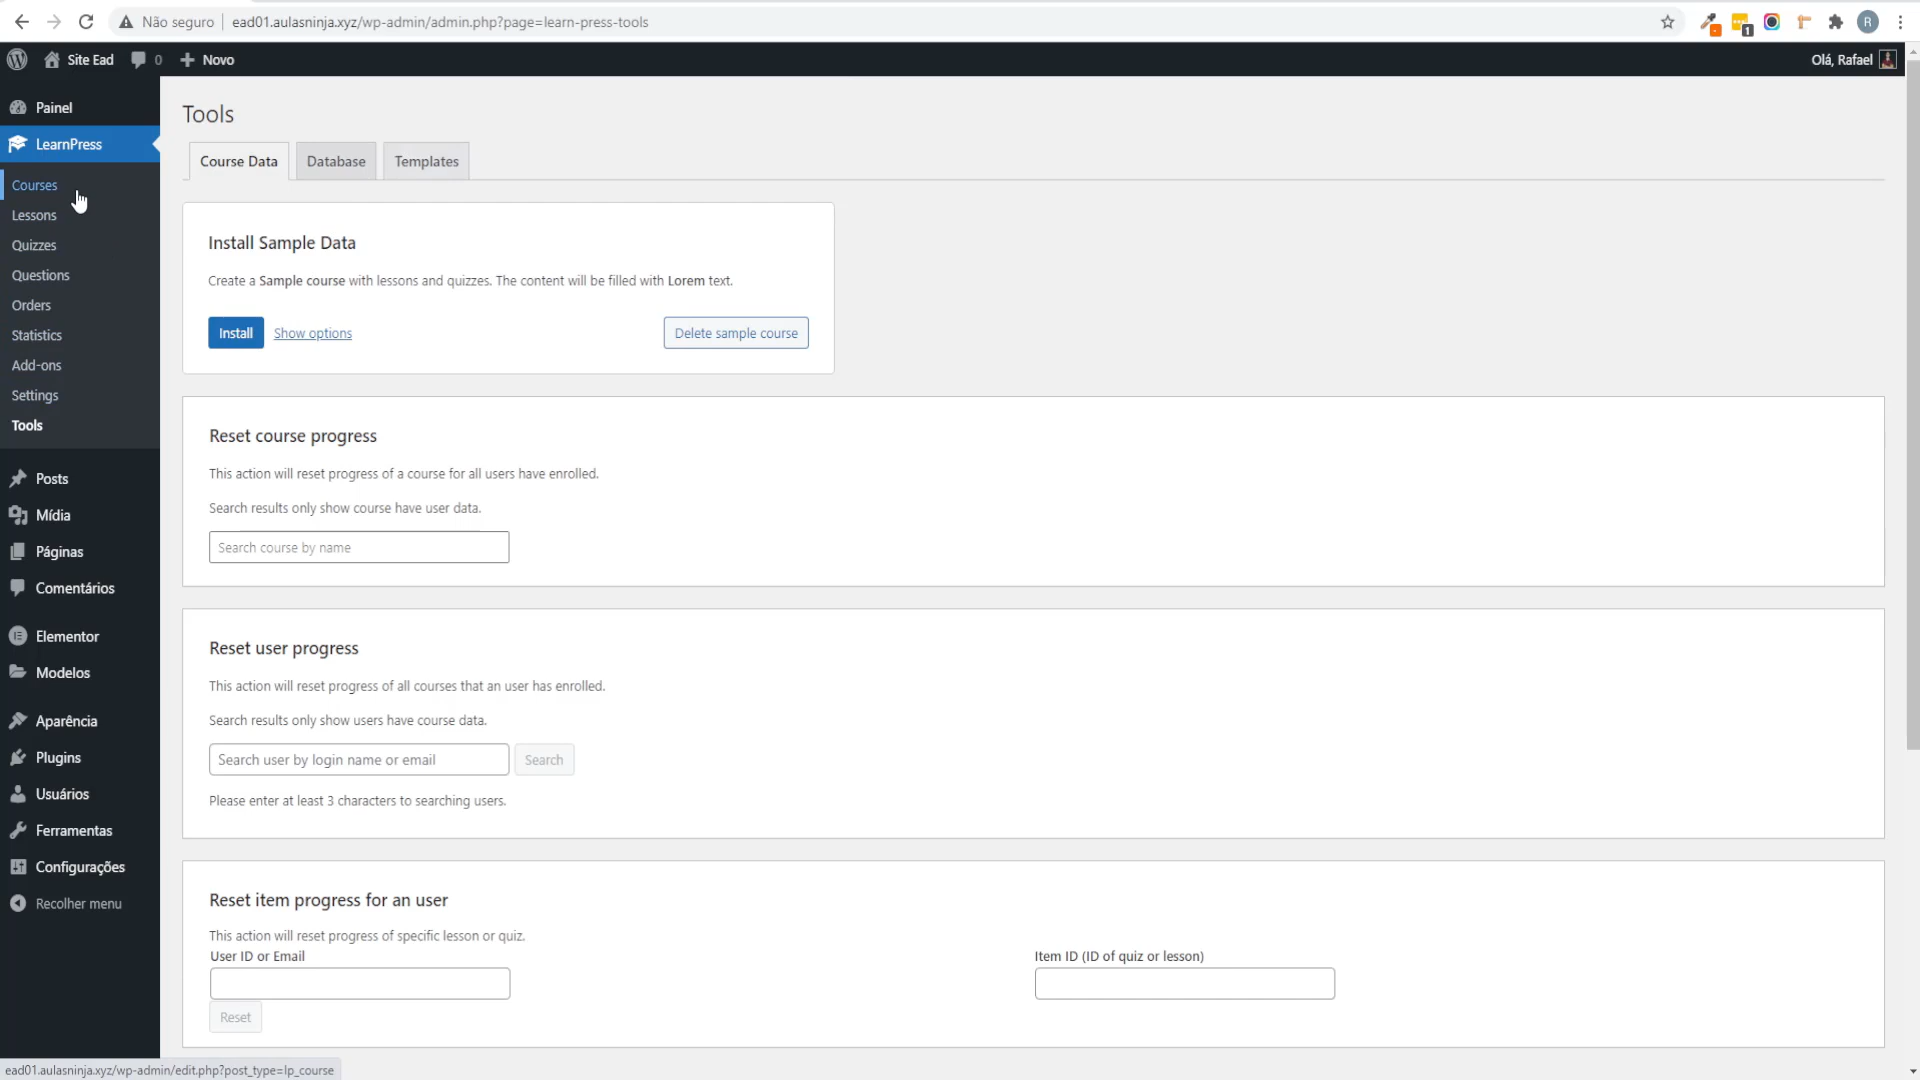 Não seguro
ead01.aulasninja.xyz/wp-admin/admin.php?page=learn-press-tools
1
R
Site Ead
0
Novo
Olá, Rafael
Painel
LearnPress
Courses
Lessons
Quizzes
Questions
Orders
Statistics
Add-ons
Settings
Tools
Posts
Mídia
Páginas
Comentários
Elementor
Modelos
Aparência
Plugins
Usuários
Ferramentas
Configurações
Recolher menu
Tools
Course Data
Database
Templates
Install Sample Data
Create a Sample course with lessons and quizzes. The content will be filled with Lorem text.
Install
Show options
Delete sample course
Reset course progress
This action will reset progress of a course for all users have enrolled.
Search results only show course have user data.
Search course by name
Reset user progress
This action will reset progress of all courses that an user has enrolled.
Search results only show users have course data.
Search user by login name or email
Search
Please enter at least 3 characters to searching users.
Reset item progress for an user
This action will reset progress of specific lesson or quiz.
User ID or Email
Item ID (ID of quiz or lesson)
Reset
ead01.aulasninja.xyz/wp-admin/edit.php?post_type=lp_course